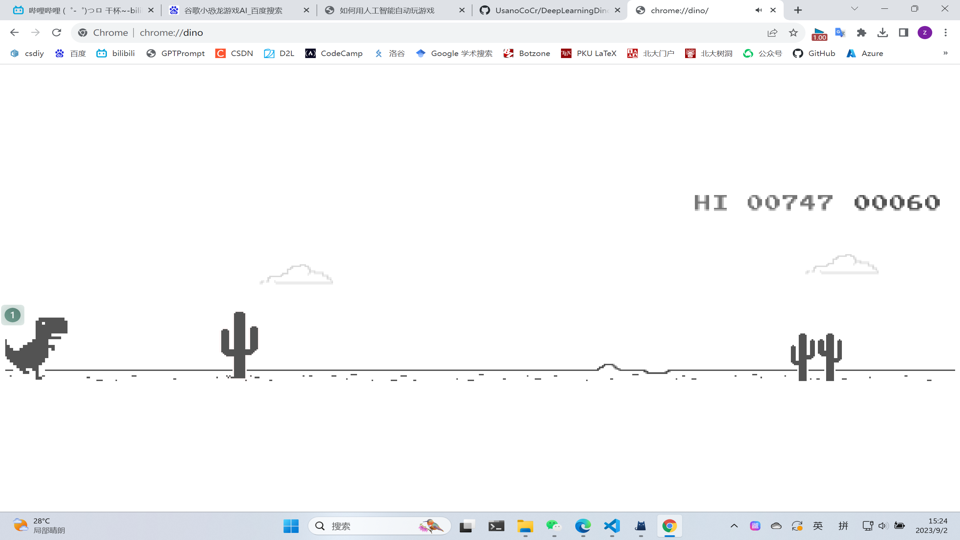 哔哩哔哩 ( ゜- ゜)つロ 干杯~-bili
谷歌小恐龙游戏AI_百度搜索
如何用人工智能自动玩游戏
UsanoCoCr/DeepLearningDin
chrome://dino/
Chrome | chrome://dino
1.00
z
csdiy
百度
bilibili
GPTPrompt
CSDN
D2L
CodeCamp
洛谷
Google 学术搜索
Botzone
PKU LaTeX
北大门户
北大树洞
公众号
GitHub
Azure
»
HI 00747 00060
1
28°C
局部晴朗
搜索
英
拼
15:24
2023/9/2